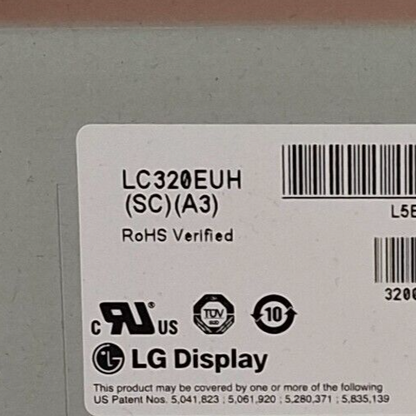 LC320EUH
(SC)(A3)
RoHS Verified
L5E
3200
c UR ® US
TÜV
10
LG Display
This product may be covered by one or more of the following
US Patent Nos. 5,041,823 ; 5,061,920 ; 5,280,371 ; 5,835,139